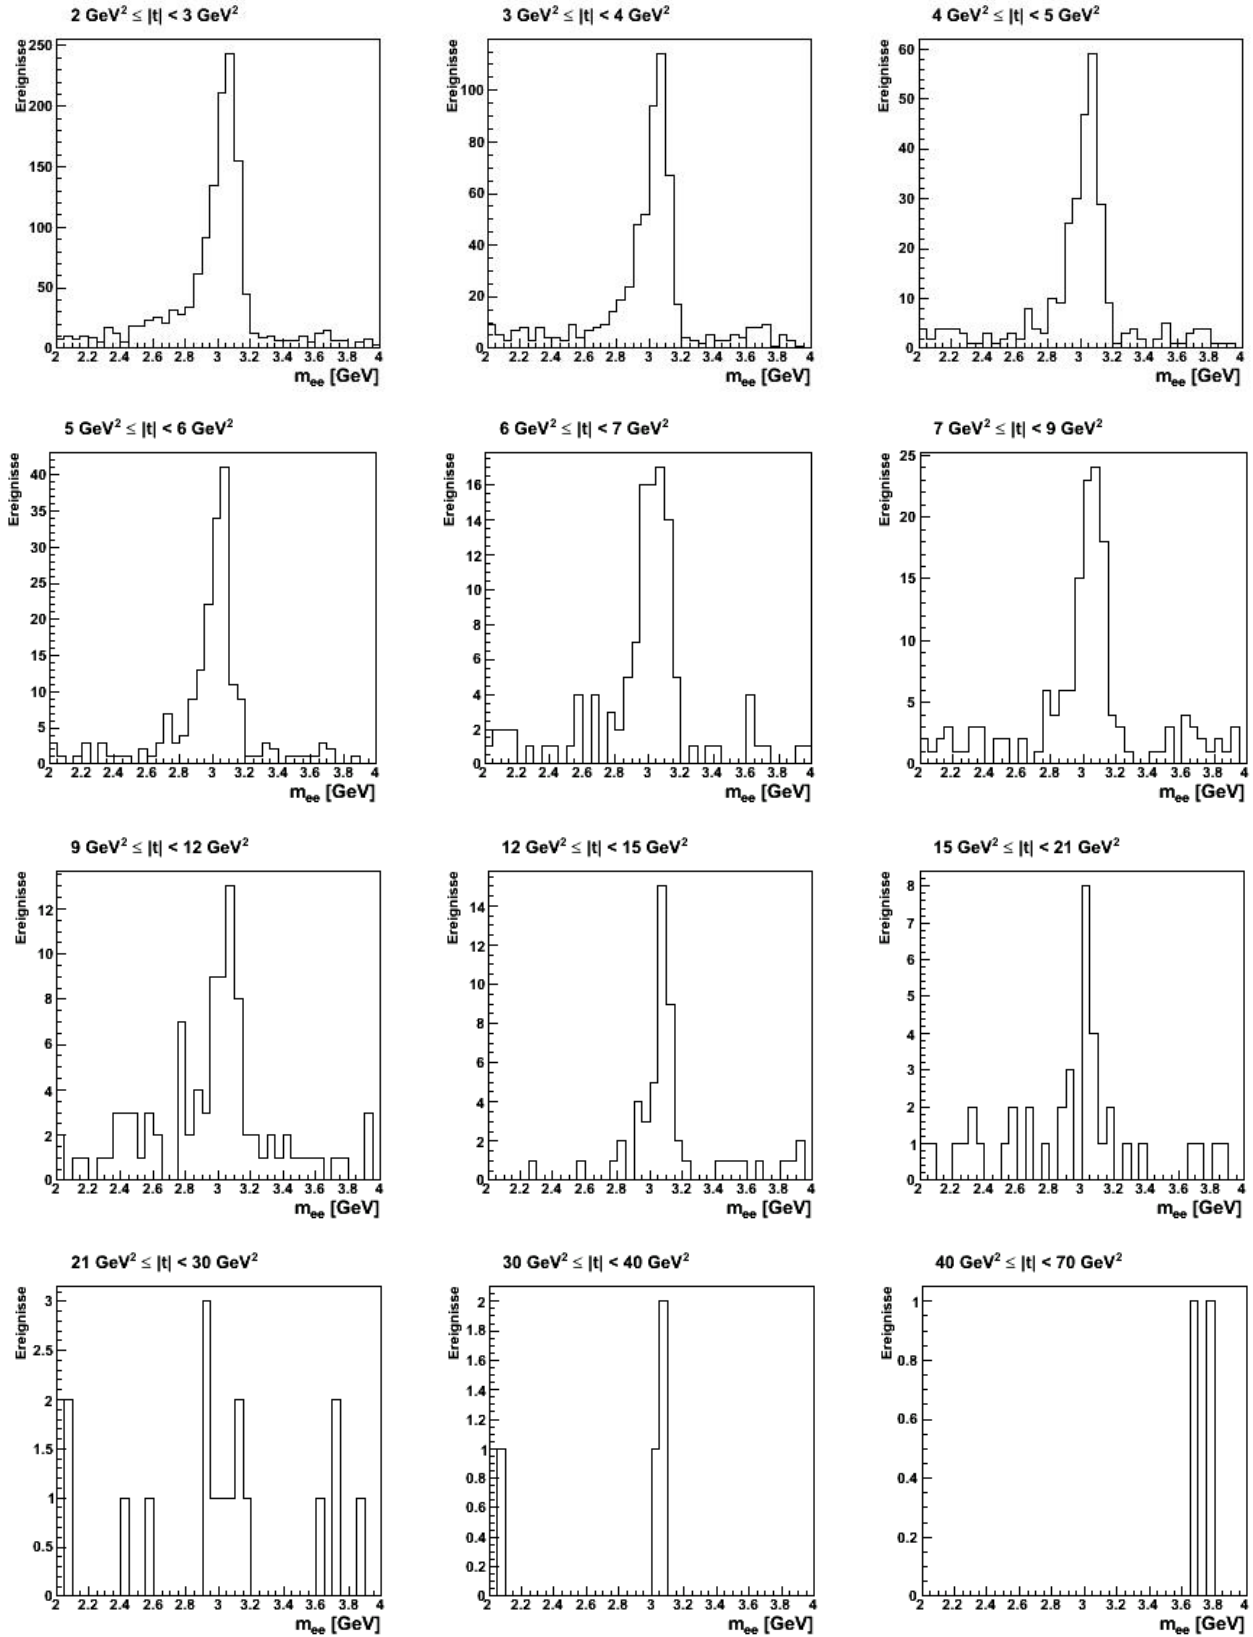 2 GeV² ≤ |t| < 3 GeV²
Ereignisse
250
200
150
100
50
0
2 2.2 2.4 2.6 2.8 3 3.2 3.4 3.6 3.8 4
mee [GeV]
3 GeV² ≤ |t| < 4 GeV²
Ereignisse
100
80
60
40
20
0
2 2.2 2.4 2.6 2.8 3 3.2 3.4 3.6 3.8 4
mee [GeV]
4 GeV² ≤ |t| < 5 GeV²
Ereignisse
60
50
40
30
20
10
0
2 2.2 2.4 2.6 2.8 3 3.2 3.4 3.6 3.8 4
mee [GeV]
5 GeV² ≤ |t| < 6 GeV²
Ereignisse
40
35
30
25
20
15
10
5
0
2 2.2 2.4 2.6 2.8 3 3.2 3.4 3.6 3.8 4
mee [GeV]
6 GeV² ≤ |t| < 7 GeV²
Ereignisse
16
14
12
10
8
6
4
2
0
2 2.2 2.4 2.6 2.8 3 3.2 3.4 3.6 3.8 4
mee [GeV]
7 GeV² ≤ |t| < 9 GeV²
Ereignisse
25
20
15
10
5
0
2 2.2 2.4 2.6 2.8 3 3.2 3.4 3.6 3.8 4
mee [GeV]
9 GeV² ≤ |t| < 12 GeV²
Ereignisse
12
10
8
6
4
2
0
2 2.2 2.4 2.6 2.8 3 3.2 3.4 3.6 3.8 4
mee [GeV]
12 GeV² ≤ |t| < 15 GeV²
Ereignisse
14
12
10
8
6
4
2
0
2 2.2 2.4 2.6 2.8 3 3.2 3.4 3.6 3.8 4
mee [GeV]
15 GeV² ≤ |t| < 21 GeV²
Ereignisse
8
7
6
5
4
3
2
1
0
2 2.2 2.4 2.6 2.8 3 3.2 3.4 3.6 3.8 4
mee [GeV]
21 GeV² ≤ |t| < 30 GeV²
Ereignisse
3
2.5
2
1.5
1
0.5
0
2 2.2 2.4 2.6 2.8 3 3.2 3.4 3.6 3.8 4
mee [GeV]
30 GeV² ≤ |t| < 40 GeV²
Ereignisse
2
1.8
1.6
1.4
1.2
1
0.8
0.6
0.4
0.2
0
2 2.2 2.4 2.6 2.8 3 3.2 3.4 3.6 3.8 4
mee [GeV]
40 GeV² ≤ |t| < 70 GeV²
Ereignisse
1
0.8
0.6
0.4
0.2
0
2 2.2 2.4 2.6 2.8 3 3.2 3.4 3.6 3.8 4
mee [GeV]